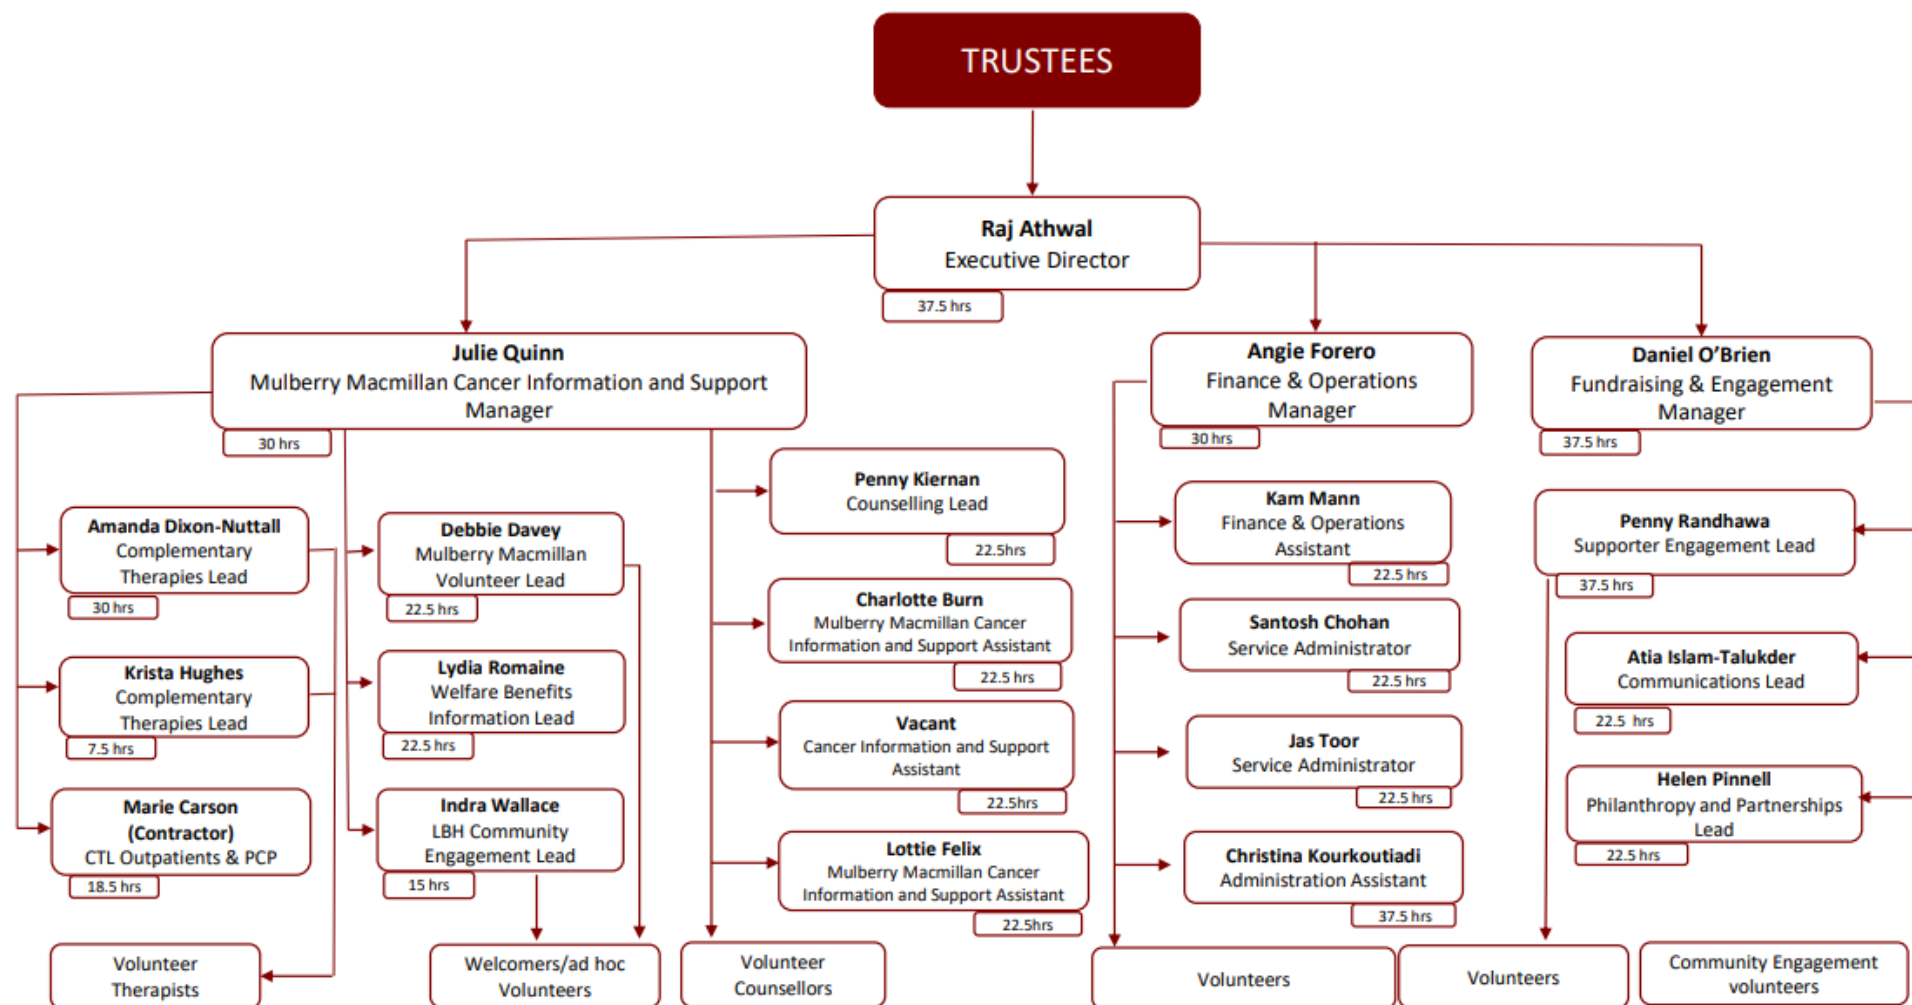 TRUSTEES
Raj Athwal
Executive Director
37.5 hrs
Julie Quinn
Mulberry Macmillan Cancer Information and Support
Manager
30 hrs
Angie Forero
Finance & Operations
Manager
30 hrs
Daniel O’Brien
Fundraising & Engagement
Manager
37.5 hrs
Amanda Dixon-Nuttall
Complementary
Therapies Lead
30 hrs
Krista Hughes
Complementary
Therapies Lead
7.5 hrs
Marie Carson
(Contractor)
CTL Outpatients & PCP
18.5 hrs
Volunteer
Therapists
Debbie Davey
Mulberry Macmillan
Volunteer Lead
22.5 hrs
Lydia Romaine
Welfare Benefits
Information Lead
22.5 hrs
Indra Wallace
LBH Community
Engagement Lead
15 hrs
Welcomers/ad hoc
Volunteers
Penny Kiernan
Counselling Lead
22.5hrs
Charlotte Burn
Mulberry Macmillan Cancer
Information and Support Assistant
22.5 hrs
Vacant
Cancer Information and Support
Assistant
22.5hrs
Lottie Felix
Mulberry Macmillan Cancer
Information and Support Assistant
22.5hrs
Volunteer
Counsellors
Kam Mann
Finance & Operations
Assistant
22.5 hrs
Santosh Chohan
Service Administrator
22.5 hrs
Jas Toor
Service Administrator
22.5 hrs
Christina Kourkoutiadi
Administration Assistant
37.5 hrs
Volunteers
Penny Randhawa
Supporter Engagement Lead
37.5 hrs
Atia Islam-Talukder
Communications Lead
22.5 hrs
Helen Pinnell
Philanthropy and Partnerships
Lead
22.5 hrs
Volunteers
Community Engagement
volunteers